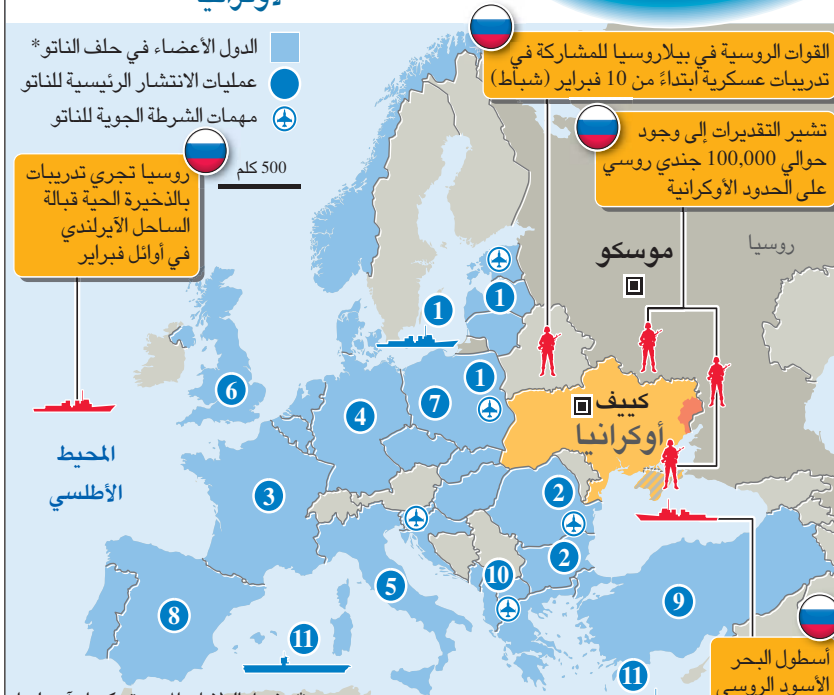 لأوكرانيا
الدول الأعضاء في حلف الناتو*
عمليات الانتشار الرئيسية للناتو
مهمات الشرطة الجوية للناتو
500 كلم
القوات الروسية في بيلاروسيا للمشاركة في
تدريبات عسكرية ابتداءً من 10 فبراير (شباط)
تشير التقديرات إلى وجود
حوالي 100,000 جندي روسي
على الحدود الأوكرانية
روسيا تجري تدريبات
بالذخيرة الحية قبالة
الساحل الآيرلندي
في أوائل فبراير
روسيا
موسكو
1
1
1
6
4
7
كييف
أوكرانيا
المحيط
الأطلسي
3
2
2
10
5
8
9
11
11
أسطول البحر
الأسود الروسي